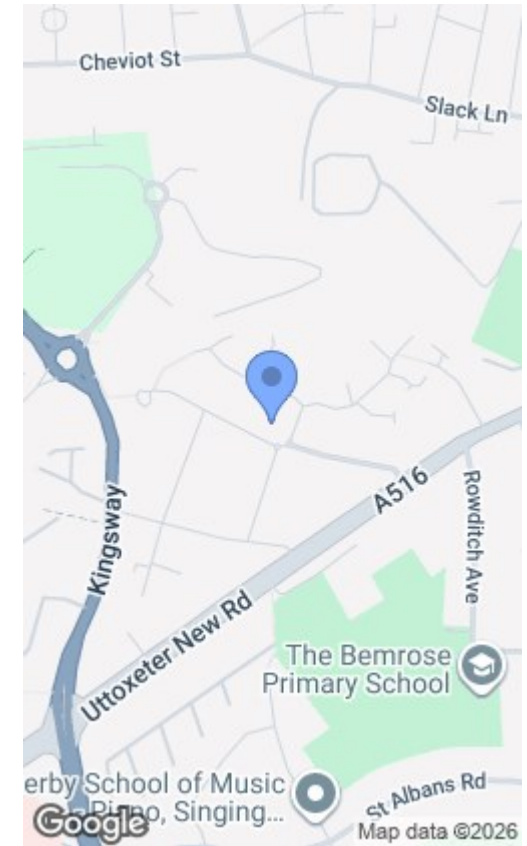 Cheviot St
Slack Ln
Kingsway
A516
Rowditch Ave
Uttoxeter New Rd
The Bemrose
Primary School
erby School of Music
Piano, Singing...
St Albans Rd
Google
Map data ©2026